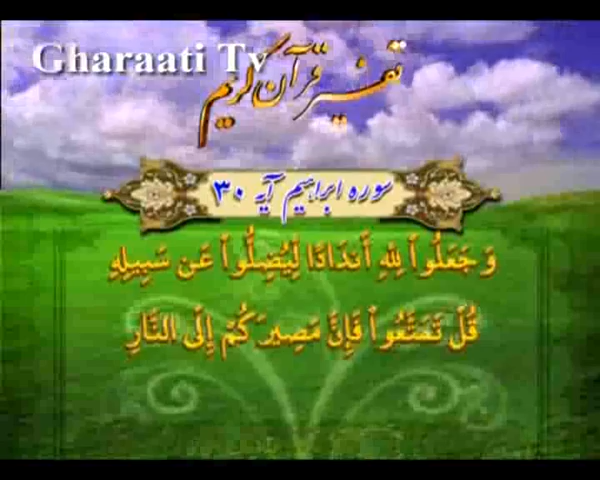 Gharaati Tv
تفسیر قرآن کریم
سوره ابراهیم آیه ۳۰
وَ جَعَلُواْ لِلّهِ أَندَادًا لِّيُضِلُّواْ عَن سَبِيلِهِ
قُلْ تَمَتَّعُواْ فَإِنَّ مَصِيرَكُمْ إِلَى النَّارِ